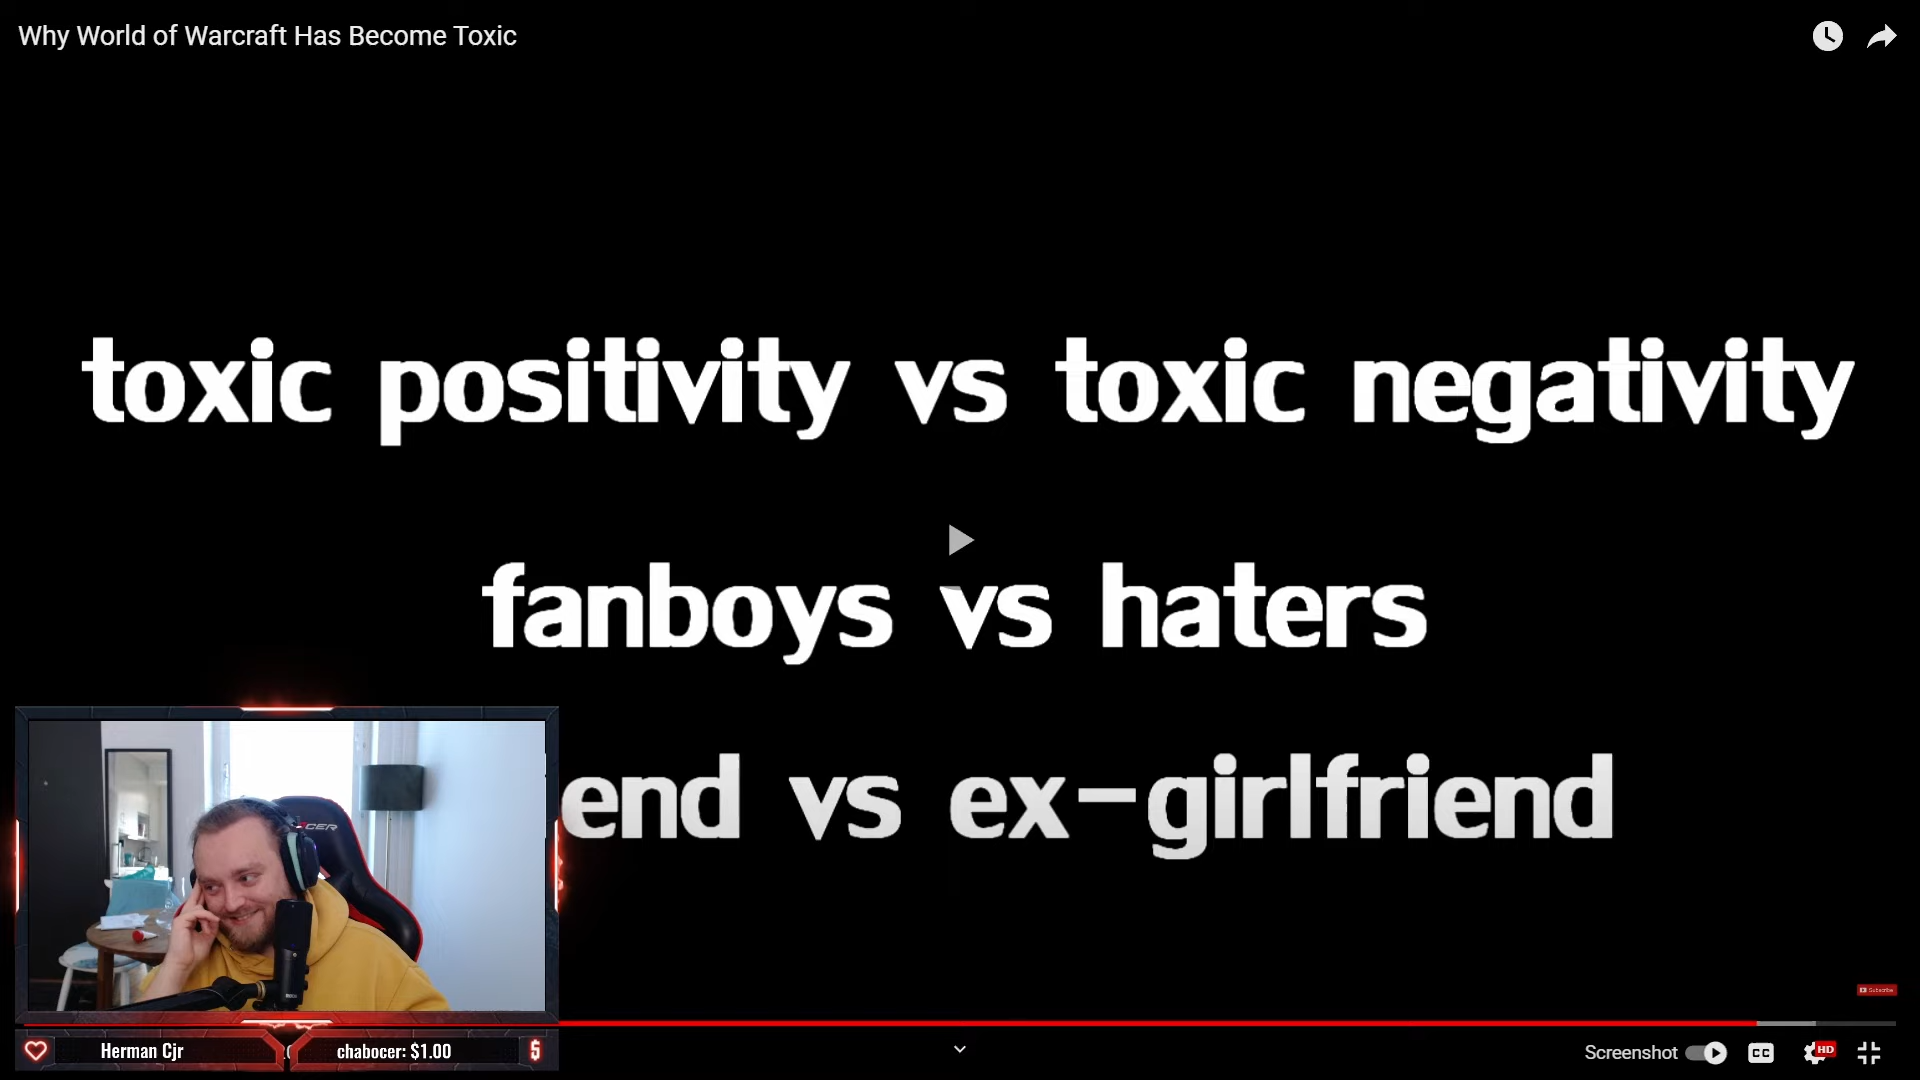 Why World of Warcraft Has Become Toxic
toxic positivity vs toxic negativity
fanboys vs haters
end vs ex-girlfriend
Subscribe
Herman Cjr
chabocer: $1.00
$
Screenshot
CC
HD